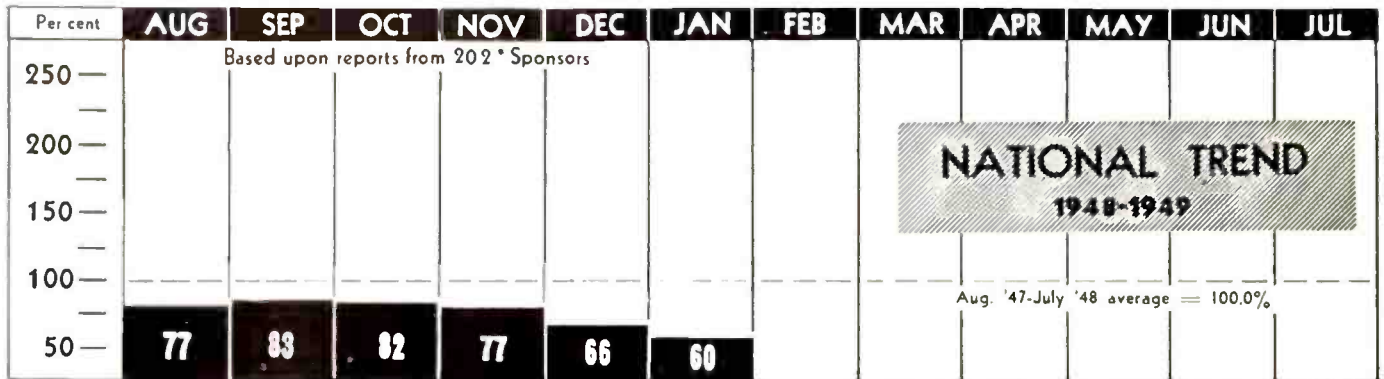 Per cent AUG SEP OCT NOV DEC JAN FEB MAR APR MAY JUN JUL
Based upon reports from 202* Sponsors
250
200
NATIONAL TREND
1948-1949
150
100
Aug. '47-July '48 average = 100.0%
50 77 83 82 77 66 60